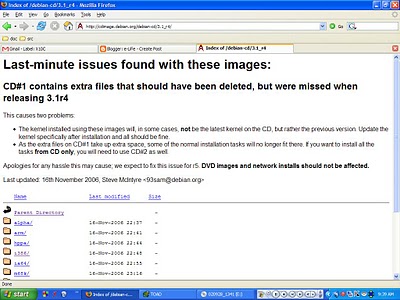 Index of /debian-cd/3.1_r4 - Mozilla Firefox
File Edit View Go Bookmarks Tools Help
http://cdimage.debian.org/debian-cd/3.1_r4/
doc src
Gmail - Label: K10C Blogger: e-Life - Create Post Index of /debian-cd/3.1_r4
Last-minute issues found with these images:
CD#1 contains extra files that should have been deleted, but were missed when
releasing 3.1r4
This causes two problems:
The kernel installed using these images will, in some cases, not be the latest kernel on the CD, but rather the previous version. Update the
kernel specifically after installation and all should be fine.
As the extra files on CD#1 take up extra space, some of the normal installation tasks will no longer fit there. If you want to install all the
tasks from CD only, you will need to use CD#2 as well.
Apologies for any hassle this may cause; we expect to fix this issue for r5. DVD images and network installs should not be affected.
Last updated: 16th November 2006, Steve McIntyre <93sam@debian.org>
Name Last modified Size
Parent Directory -
alpha/ 16-Nov-2006 22:37 -
arm/ 16-Nov-2006 22:41 -
hppa/ 16-Nov-2006 22:44 -
i386/ 16-Nov-2006 -
ia64/ 16-Nov-2006 -
m68k/ 16-Nov-2006 23:16 -
Done
start Index of /debian-c... TOAD 9:39 AM